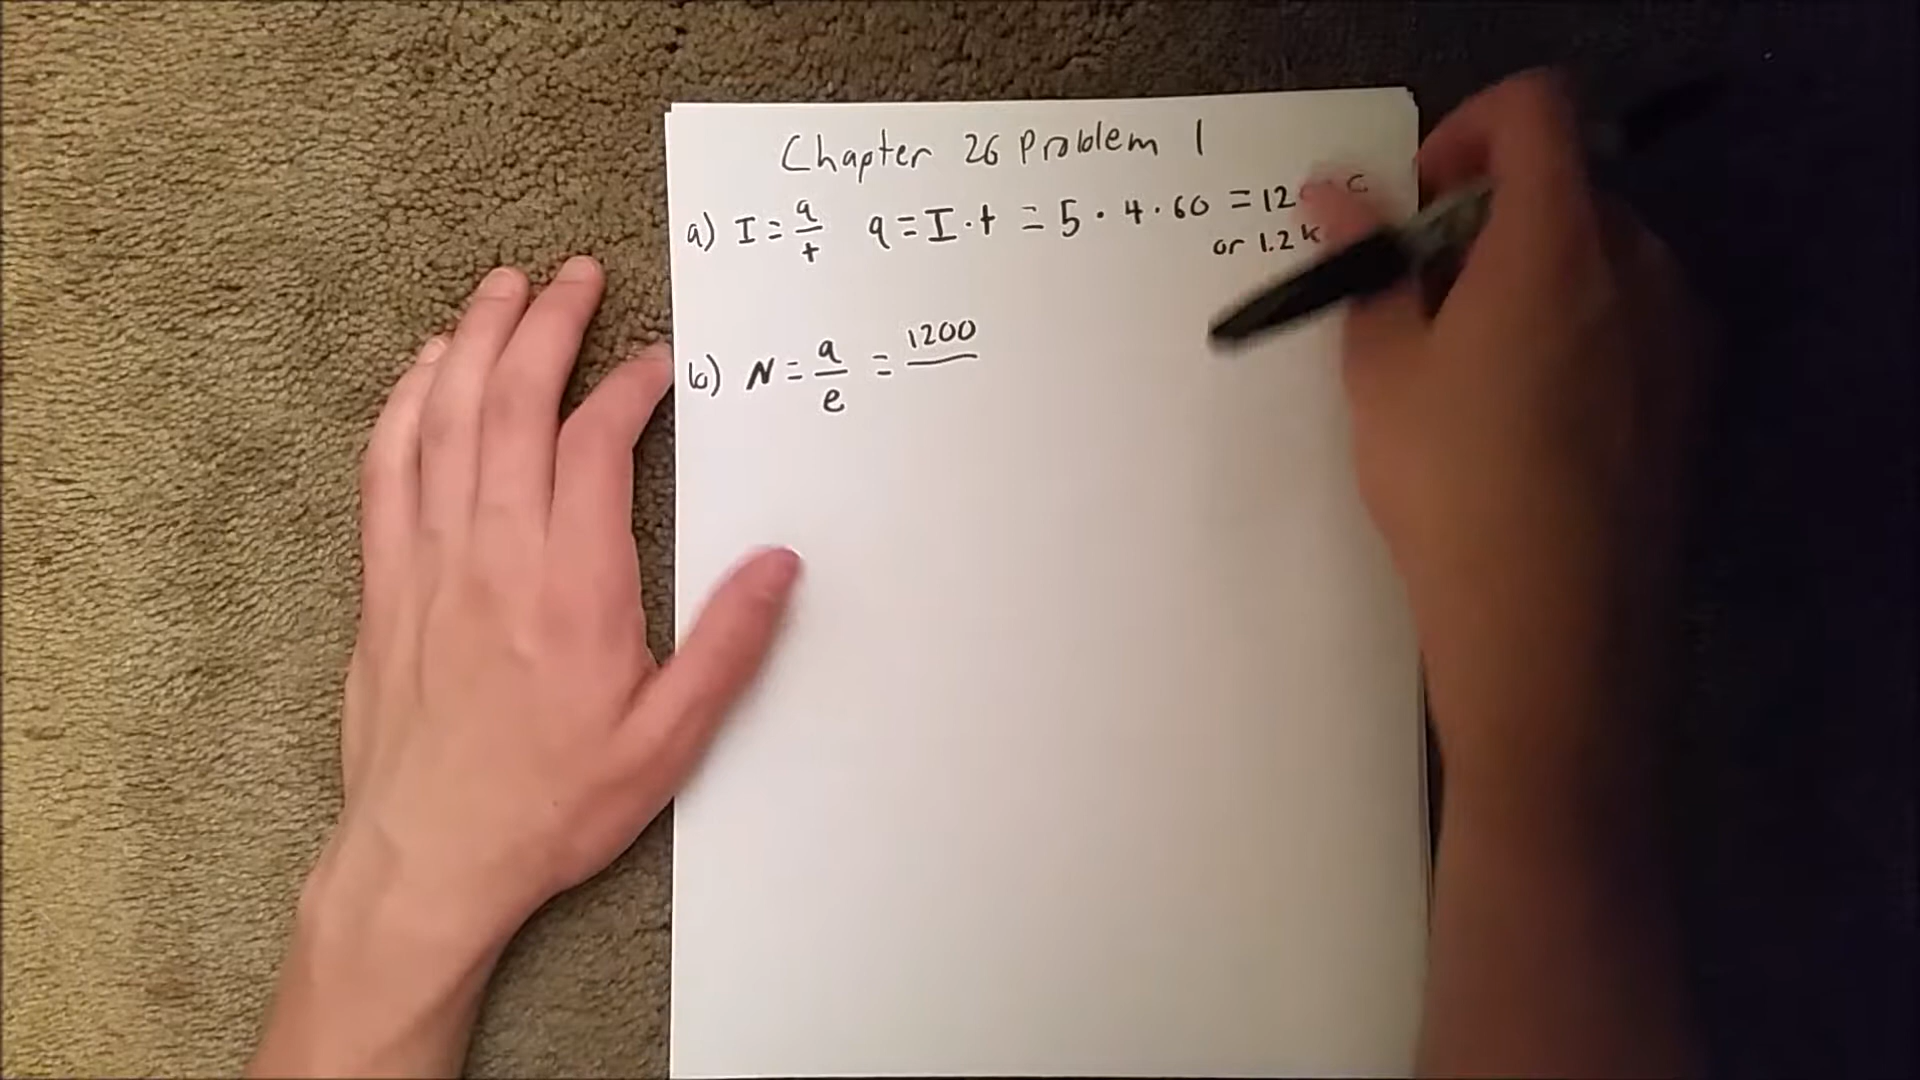 Chapter 26 Problem 1
a) I = q/t q = I·t = 5·4·60 = 12
or 1.2 k
b) N = q/e = 1200